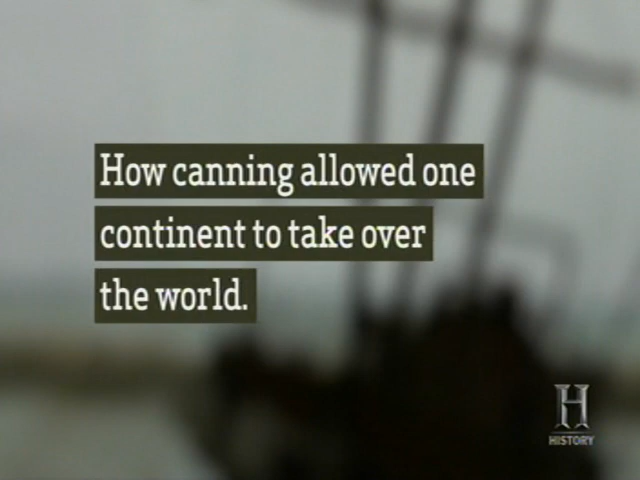 How canning allowed one
continent to take over
the world.
H
HISTORY